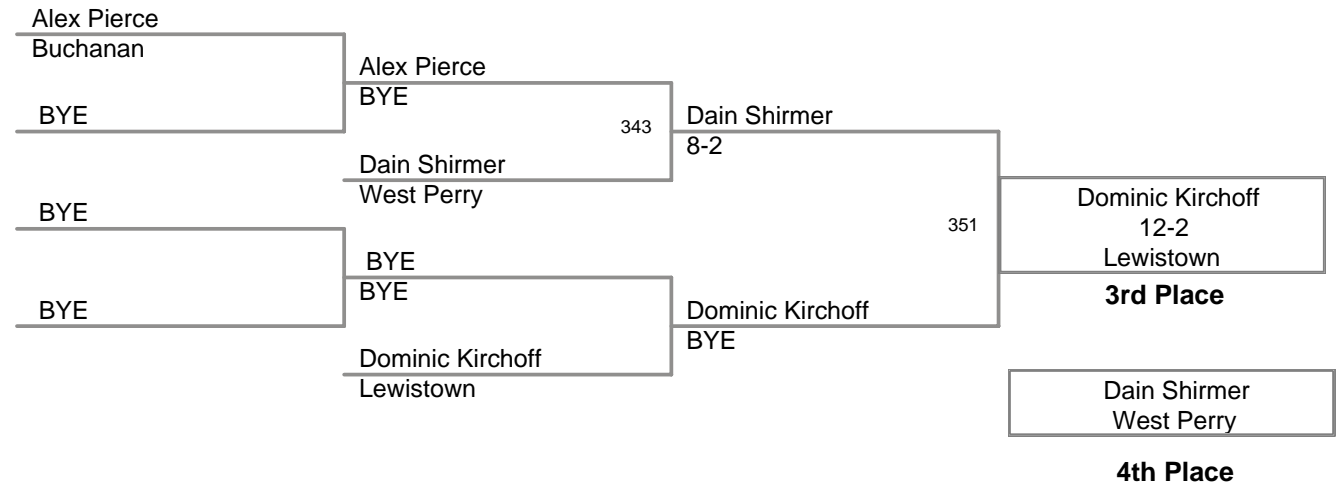 Alex Pierce
Buchanan
BYE
BYE
BYE
Alex Pierce
BYE
343
Dain Shirmer
West Perry
BYE
BYE
Dominic Kirchoff
Lewistown
Dain Shirmer
8-2
351
Dominic Kirchoff
BYE
Dominic Kirchoff
12-2
Lewistown
3rd Place
Dain Shirmer
West Perry
4th Place